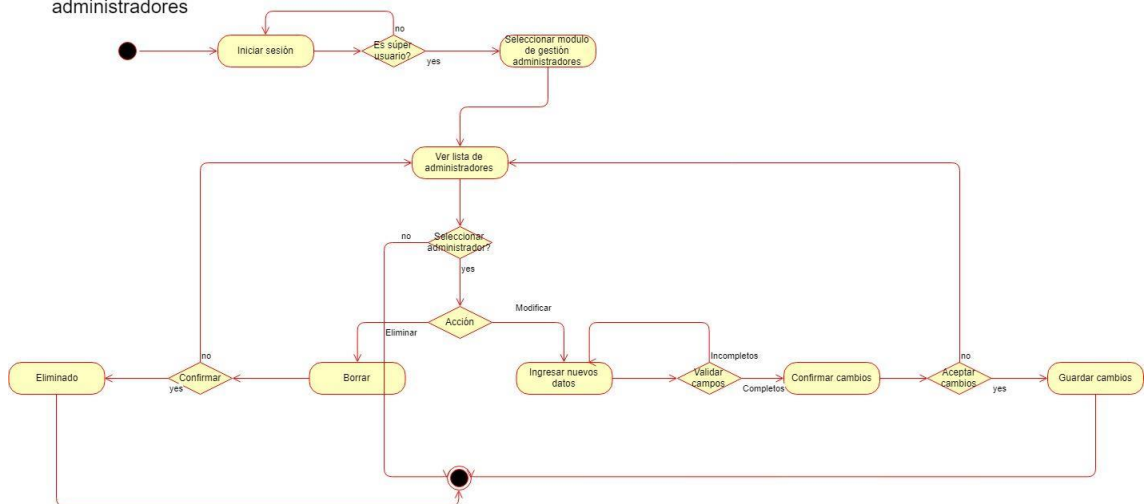 administradores
no
Iniciar sesión
Es súper
usuario?
yes
Seleccionar modulo
de gestión
administradores
Ver lista de
administradores
no
Seleccionar
administrador?
yes
Acción
Modificar
Eliminar
no
Eliminado
yes
Confirmar
Borrar
Ingresar nuevos
datos
Incompletos
Validar
campos
Completos
Confirmar cambios
no
Aceptar
cambios
yes
Guardar cambios